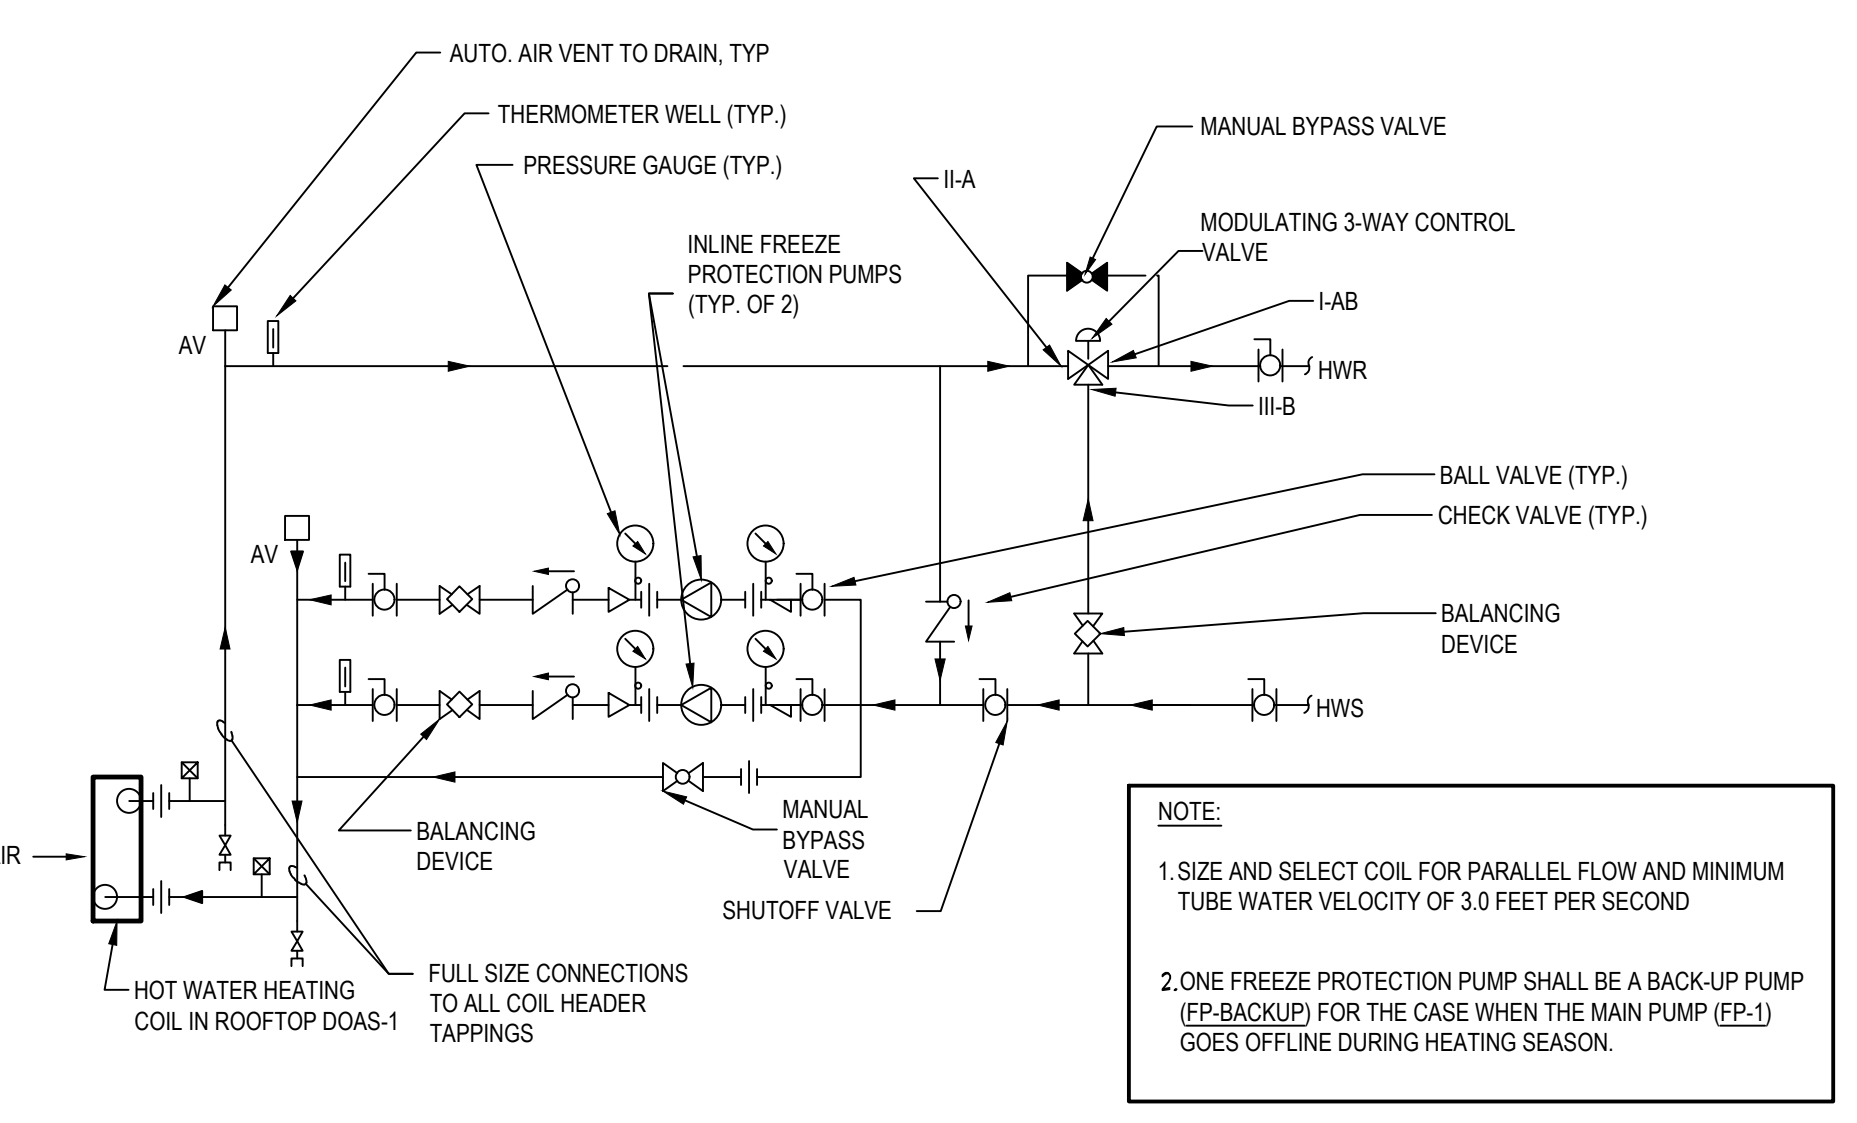 AUTO. AIR VENT TO DRAIN, TYP
THERMOMETER WELL (TYP.)
PRESSURE GAUGE (TYP.)
INLINE FREEZE
PROTECTION PUMPS
(TYP. OF 2)
II-A
MANUAL BYPASS VALVE
MODULATING 3-WAY CONTROL
VALVE
I-AB
AV
HWR
III-B
BALL VALVE (TYP.)
CHECK VALVE (TYP.)
AV
BALANCING
DEVICE
HWS
MANUAL
BYPASS
VALVE
BALANCING
DEVICE
SHUTOFF VALVE
IR
HOT WATER HEATING
COIL IN ROOFTOP DOAS-1
FULL SIZE CONNECTIONS
TO ALL COIL HEADER
TAPPINGS
NOTE:
1. SIZE AND SELECT COIL FOR PARALLEL FLOW AND MINIMUM
TUBE WATER VELOCITY OF 3.0 FEET PER SECOND
2. ONE FREEZE PROTECTION PUMP SHALL BE A BACK-UP PUMP
(FP-BACKUP) FOR THE CASE WHEN THE MAIN PUMP (FP-1)
GOES OFFLINE DURING HEATING SEASON.